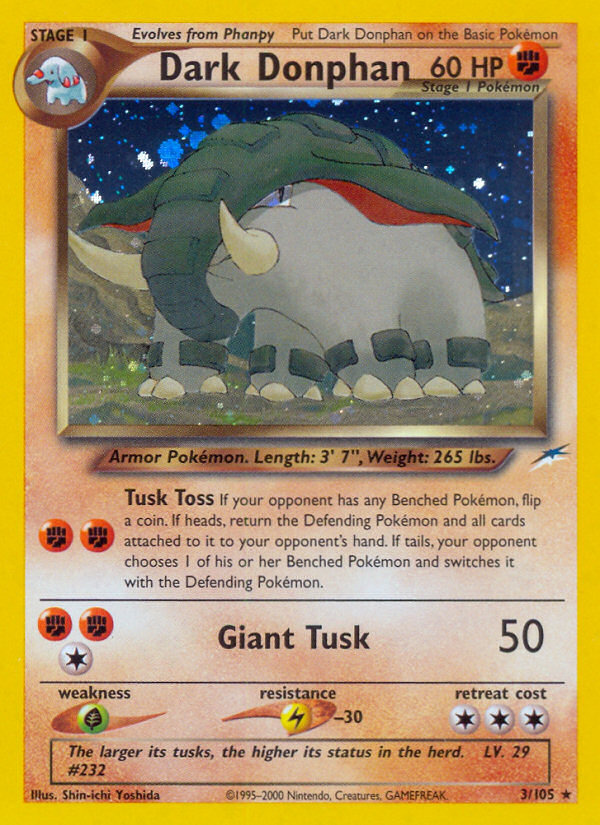 STAGE 1 Evolves from Phanpy Put Dark Donphan on the Basic Pokémon
Dark Donphan 60 HP
Stage 1 Pokémon
Armor Pokémon. Length: 3' 7", Weight: 265 lbs.
Tusk Toss If your opponent has any Benched Pokémon, flip
a coin. If heads, return the Defending Pokémon and all cards
attached to it to your opponent's hand. If tails, your opponent
chooses 1 of his or her Benched Pokémon and switches it
with the Defending Pokémon.
Giant Tusk 50
weakness resistance retreat cost
-30
The larger its tusks, the higher its status in the herd. LV. 29
#232
Illus. Shin-ichi Yoshida ©1995-2000 Nintendo, Creatures, GAMEFREAK. 3/105